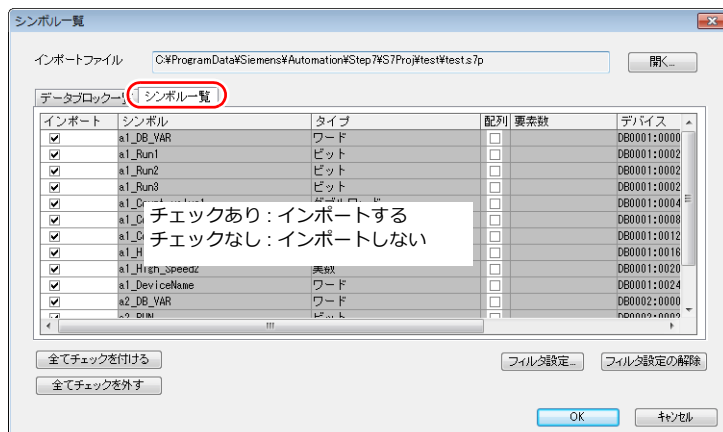 シンボル一覧
インポートファイル C:¥ProgramData¥Siemens¥Automation¥Step7¥S7Proj¥test¥test.s7p 開く...
データブロック一 シンボル一覧
インポート シンボル タイプ 配列 要素数 デバイス
a1_DB_VAR ワード DB0001:0000
a1_Run1 ビット DB0001:0002
a1_Run2 ビット DB0001:0002
a1_Run3 ビット DB0001:0002
DB0001:0004
チェックあり : インポートする
DB0001:0008
チェックなし : インポートしない
DB0001:0012
DB0001:0016
a1_High_Speed2 実数 DB0001:0020
a1_DeviceName ワード DB0001:0024
a2_DB_VAR ワード DB0002:0000
a2_RUN ビット DB0002:0002
全てチェックを付ける フィルタ設定... フィルタ設定の解除
全てチェックを外す
OK キャンセル